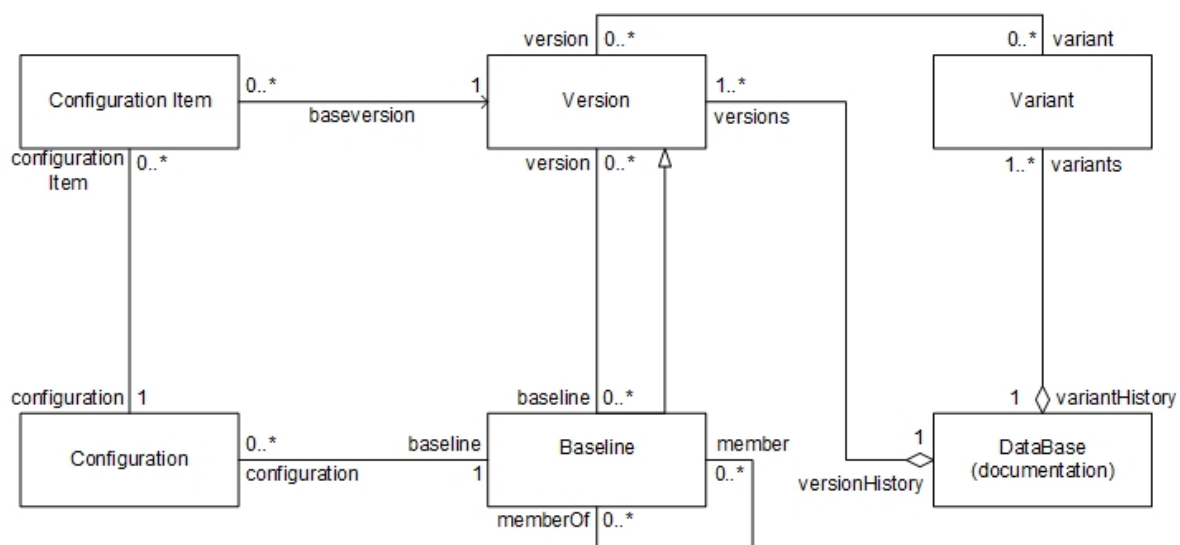 version 0..* 0..* variant
Configuration Item
0..* 1
baseversion
Version
1..*
versions
Variant
configuration
Item
0..*
version 0..*
1..* variants
configuration 1
baseline 0..*
1 variantHistory
Configuration
0..* baseline
configuration 1
Baseline
member
0..*
1
versionHistory
DataBase
(documentation)
memberOf 0..*